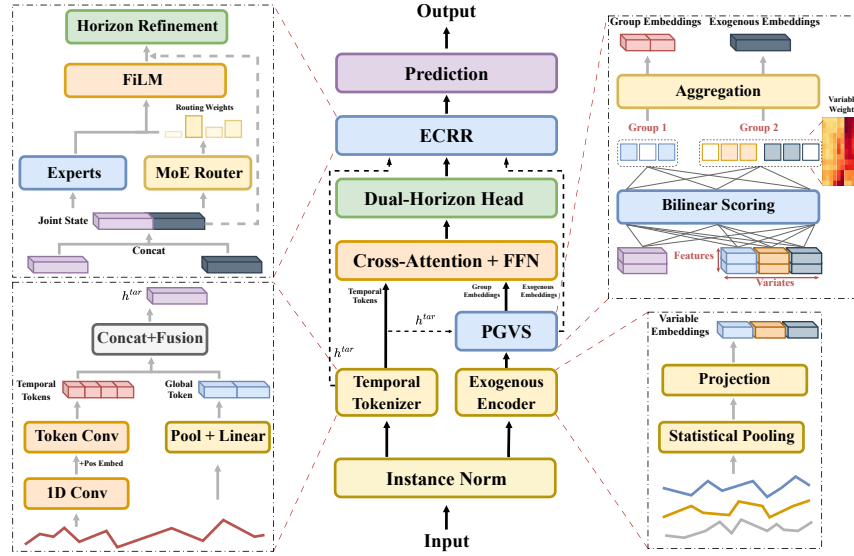 Horizon Refinement
FiLM
Routing Weights
Experts
MoE Router
Joint State
Concat
h^tar
Concat+Fusion
Temporal
Tokens
Global
Token
Token Conv
Pool + Linear
+Pos Embed
1D Conv
Output
Prediction
ECRR
Dual-Horizon Head
Cross-Attention + FFN
Temporal
Tokens
Group
Embeddings
Exogenous
Embeddings
h^tar
h^tar
PGVS
Temporal
Tokenizer
Exogenous
Encoder
Instance Norm
Input
Group Embeddings
Exogenous Embeddings
Aggregation
Variable
Weight
Group 1
Group 2
Bilinear Scoring
Features
Variates
Variable
Embeddings
Projection
Statistical Pooling